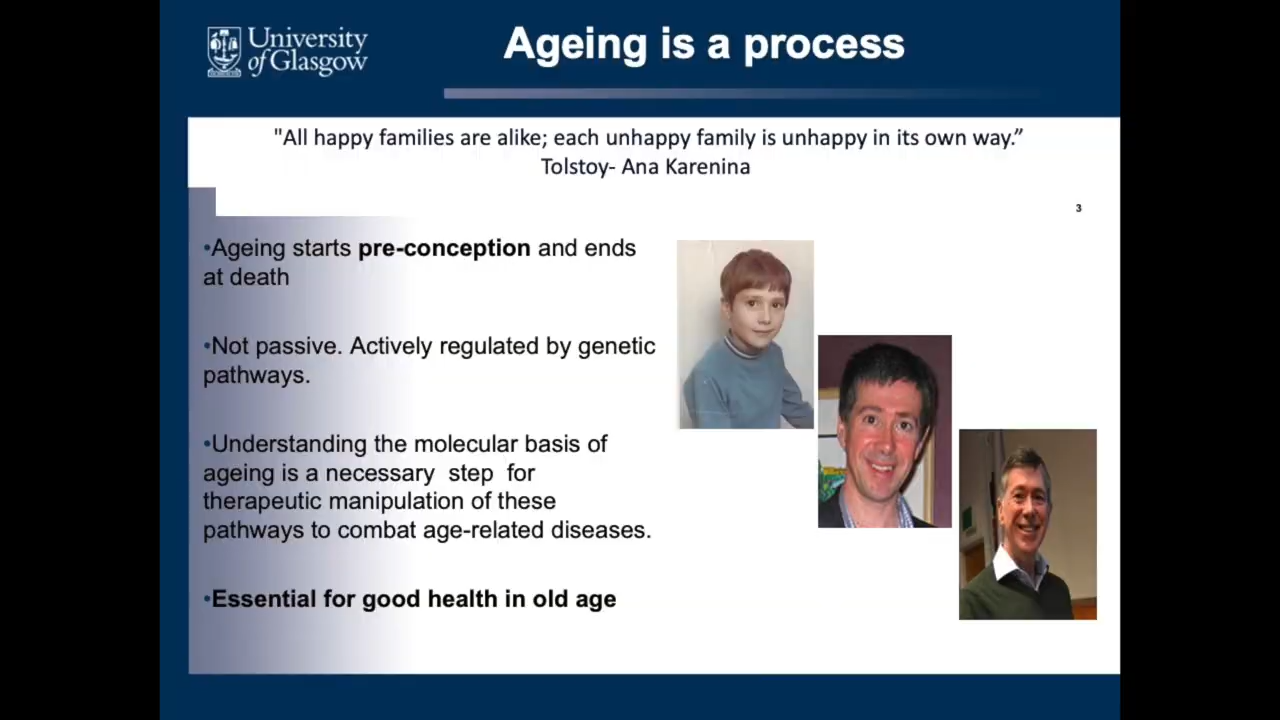 University
of Glasgow
Ageing is a process
"All happy families are alike; each unhappy family is unhappy in its own way.”
Tolstoy- Ana Karenina
3
•Ageing starts pre-conception and ends
at death
•Not passive. Actively regulated by genetic
pathways.
•Understanding the molecular basis of
ageing is a necessary step for
therapeutic manipulation of these
pathways to combat age-related diseases.
•Essential for good health in old age